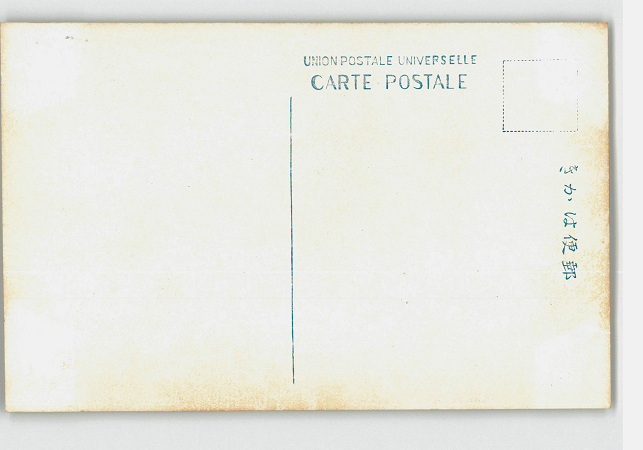 UNION POSTALE UNIVERSELLE
CARTE POSTALE
きかは便郵